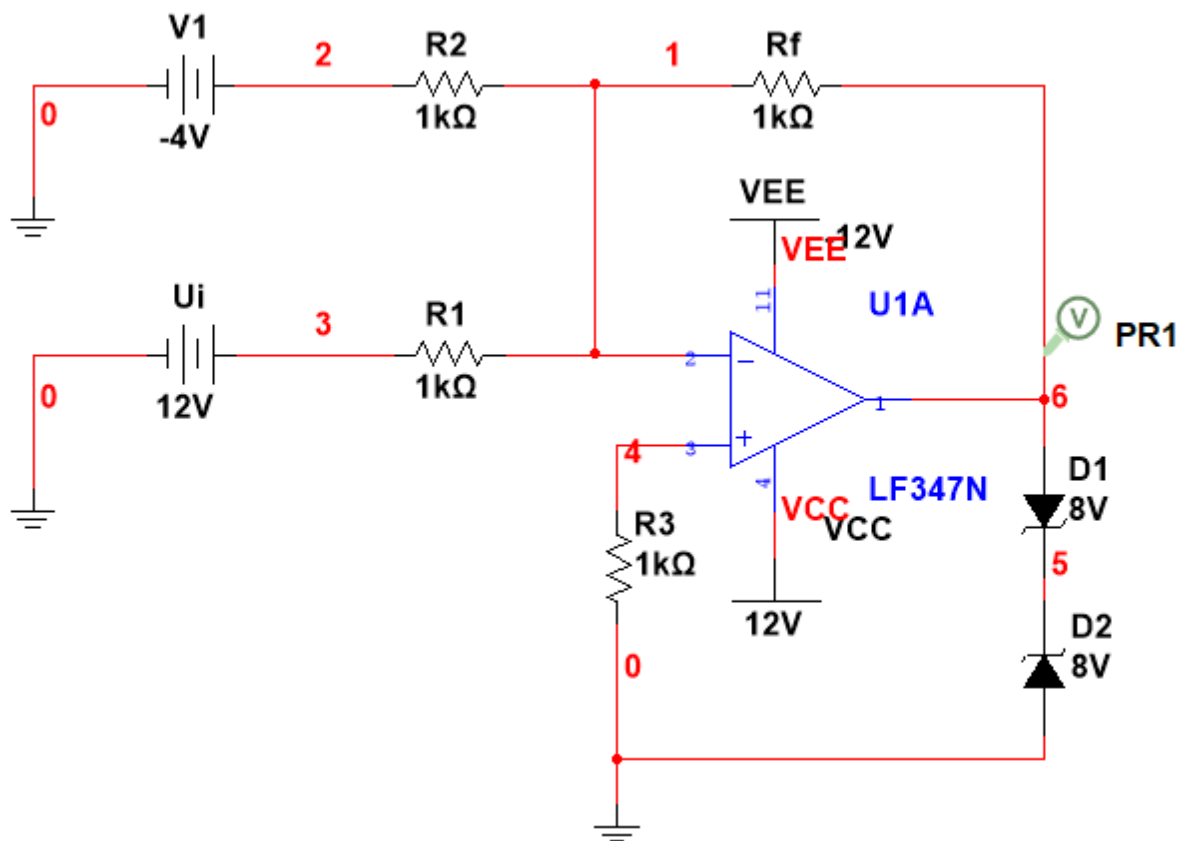 V1
2
R2
1
Rf
0
-4V
1kΩ
1kΩ
VEE
-12V
VEE
11
U1A
Ui
3
R1
V
PR1
2
−
0
12V
1kΩ
1
6
4
3
+
4
LF347N
D1
8V
VCC
VCC
R3
1kΩ
5
12V
D2
8V
0